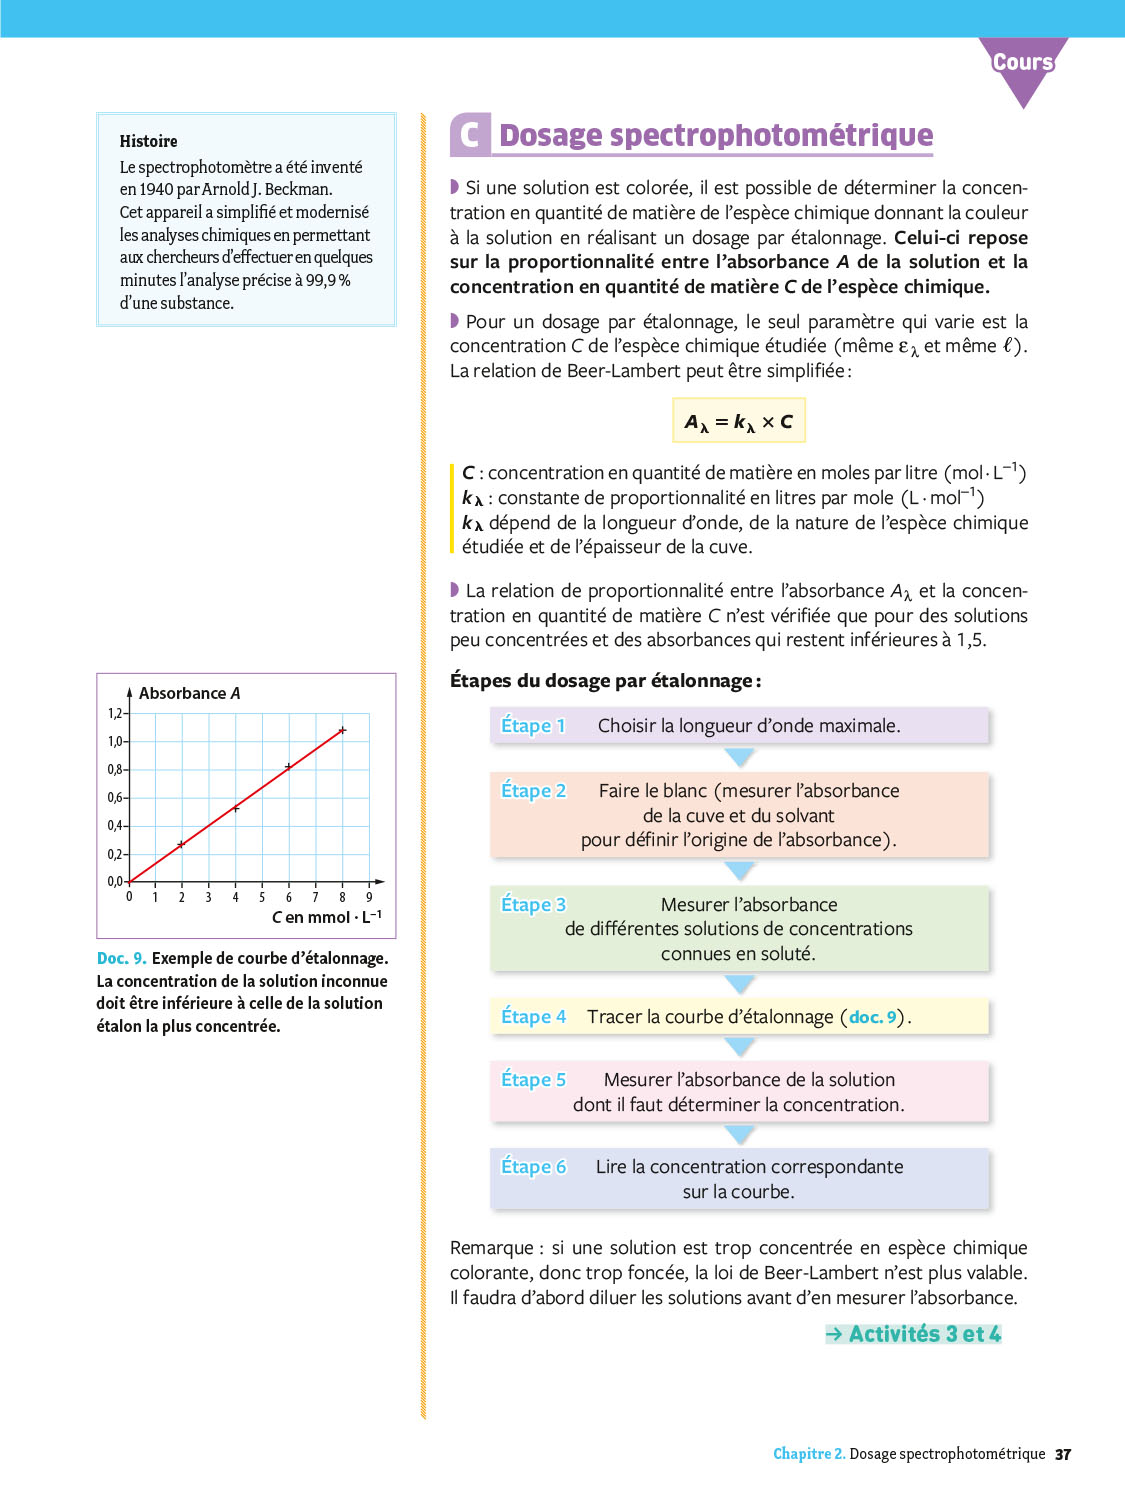 Cours
Histoire
Le spectrophotomètre a été inventé
en 1940 par Arnold J. Beckman.
Cet appareil a simplifié et modernisé
les analyses chimiques en permettant
aux chercheurs d'effectuer en quelques
minutes l'analyse précise à 99,9 %
d'une substance.
C Dosage spectrophotométrique
◗ Si une solution est colorée, il est possible de déterminer la concen-
tration en quantité de matière de l'espèce chimique donnant la couleur
à la solution en réalisant un dosage par étalonnage. Celui-ci repose
sur la proportionnalité entre l'absorbance A de la solution et la
concentration en quantité de matière C de l'espèce chimique.
◗ Pour un dosage par étalonnage, le seul paramètre qui varie est la
concentration C de l'espèce chimique étudiée (même ε_λ et même ℓ).
La relation de Beer-Lambert peut être simplifiée :
A_λ = k_λ × C
C : concentration en quantité de matière en moles par litre (mol · L⁻¹)
k_λ : constante de proportionnalité en litres par mole (L · mol⁻¹)
k_λ dépend de la longueur d'onde, de la nature de l'espèce chimique
étudiée et de l'épaisseur de la cuve.
◗ La relation de proportionnalité entre l'absorbance A_λ et la concen-
tration en quantité de matière C n'est vérifiée que pour des solutions
peu concentrées et des absorbances qui restent inférieures à 1,5.
Absorbance A
1,2
1,0
0,8
0,6
0,4
0,2
0,0
0 1 2 3 4 5 6 7 8 9
C en mmol · L⁻¹
Doc. 9. Exemple de courbe d'étalonnage.
La concentration de la solution inconnue
doit être inférieure à celle de la solution
étalon la plus concentrée.
Étapes du dosage par étalonnage :
Étape 1 Choisir la longueur d'onde maximale.
Étape 2 Faire le blanc (mesurer l'absorbance
de la cuve et du solvant
pour définir l'origine de l'absorbance).
Étape 3 Mesurer l'absorbance
de différentes solutions de concentrations
connues en soluté.
Étape 4 Tracer la courbe d'étalonnage (doc. 9).
Étape 5 Mesurer l'absorbance de la solution
dont il faut déterminer la concentration.
Étape 6 Lire la concentration correspondante
sur la courbe.
Remarque : si une solution est trop concentrée en espèce chimique
colorante, donc trop foncée, la loi de Beer-Lambert n'est plus valable.
Il faudra d'abord diluer les solutions avant d'en mesurer l'absorbance.
→ Activités 3 et 4
Chapitre 2. Dosage spectrophotométrique 37